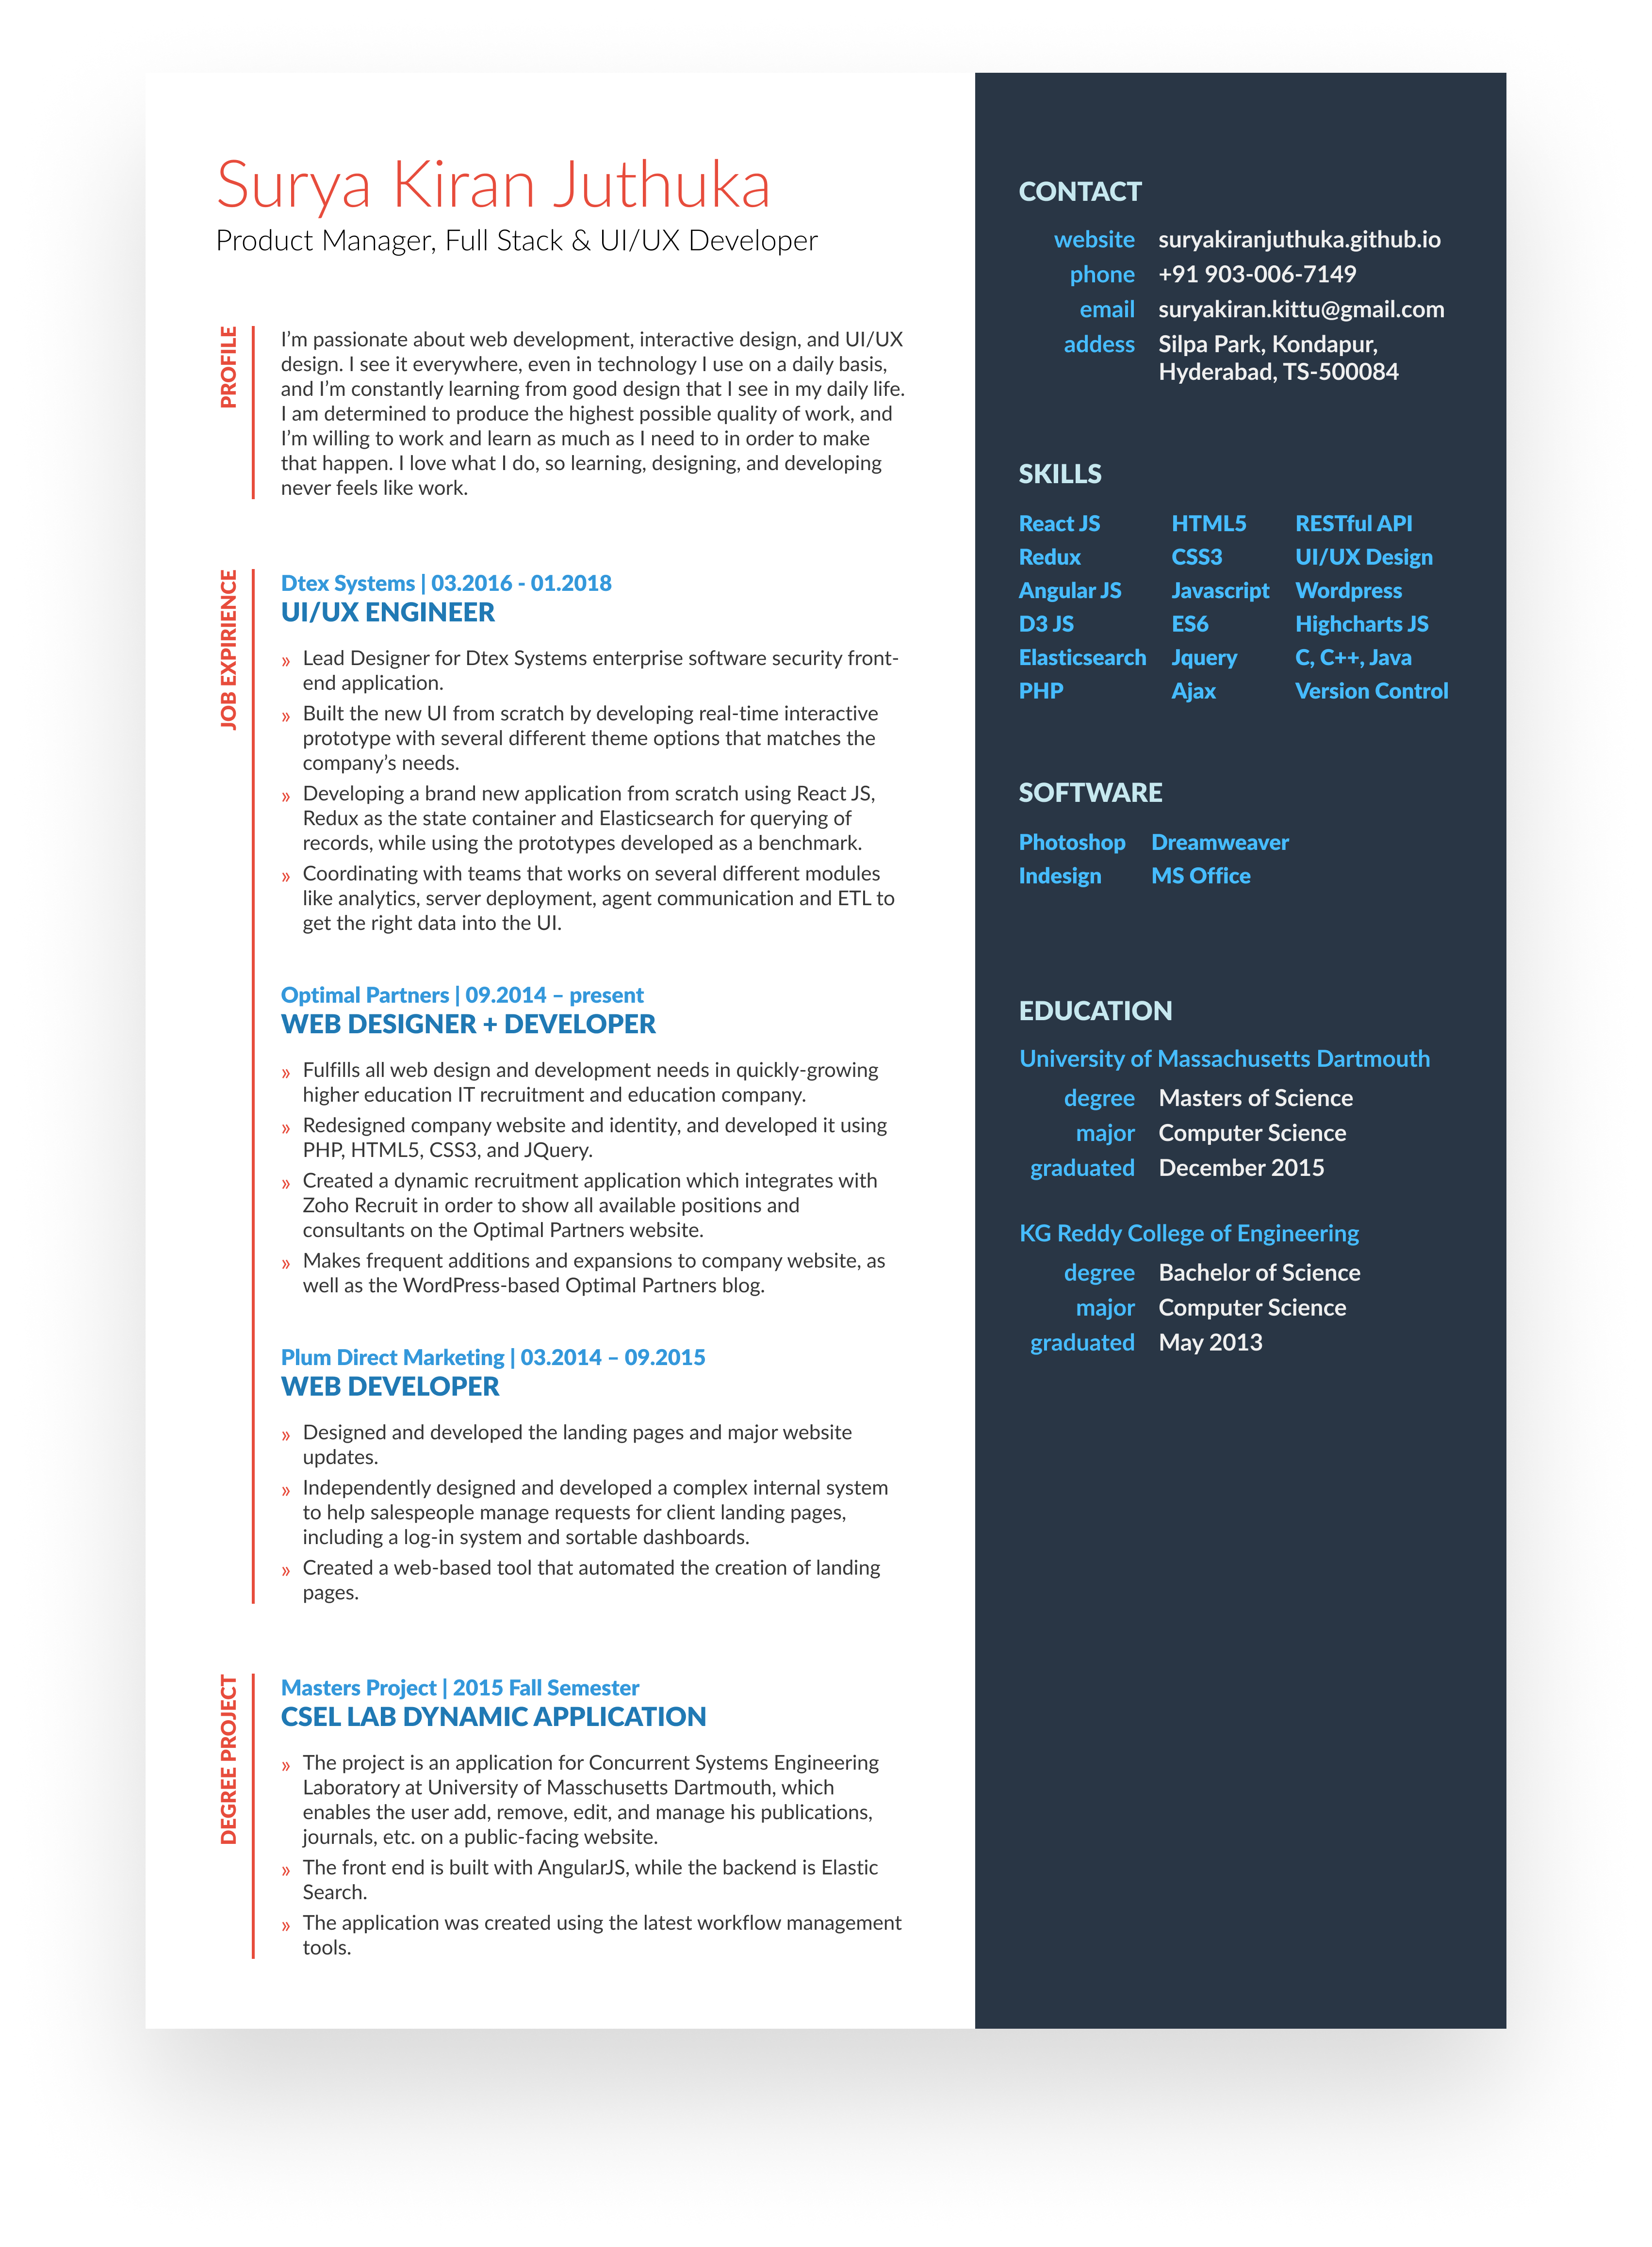 Surya Kiran Juthuka
Product Manager, Full Stack & UI/UX Developer
PROFILE
I'm passionate about web development, interactive design, and UI/UX
design. I see it everywhere, even in technology I use on a daily basis,
and I'm constantly learning from good design that I see in my daily life.
I am determined to produce the highest possible quality of work, and
I'm willing to work and learn as much as I need to in order to make
that happen. I love what I do, so learning, designing, and developing
never feels like work.
JOB EXPIRIENCE
Dtex Systems | 03.2016 - 01.2018
UI/UX ENGINEER
» Lead Designer for Dtex Systems enterprise software security front-
end application.
» Built the new UI from scratch by developing real-time interactive
prototype with several different theme options that matches the
company's needs.
» Developing a brand new application from scratch using React JS,
Redux as the state container and Elasticsearch for querying of
records, while using the prototypes developed as a benchmark.
» Coordinating with teams that works on several different modules
like analytics, server deployment, agent communication and ETL to
get the right data into the UI.
Optimal Partners | 09.2014 – present
WEB DESIGNER + DEVELOPER
» Fulfills all web design and development needs in quickly-growing
higher education IT recruitment and education company.
» Redesigned company website and identity, and developed it using
PHP, HTML5, CSS3, and JQuery.
» Created a dynamic recruitment application which integrates with
Zoho Recruit in order to show all available positions and
consultants on the Optimal Partners website.
» Makes frequent additions and expansions to company website, as
well as the WordPress-based Optimal Partners blog.
Plum Direct Marketing | 03.2014 – 09.2015
WEB DEVELOPER
» Designed and developed the landing pages and major website
updates.
» Independently designed and developed a complex internal system
to help salespeople manage requests for client landing pages,
including a log-in system and sortable dashboards.
» Created a web-based tool that automated the creation of landing
pages.
DEGREE PROJECT
Masters Project | 2015 Fall Semester
CSEL LAB DYNAMIC APPLICATION
» The project is an application for Concurrent Systems Engineering
Laboratory at University of Masschusetts Dartmouth, which
enables the user add, remove, edit, and manage his publications,
journals, etc. on a public-facing website.
» The front end is built with AngularJS, while the backend is Elastic
Search.
» The application was created using the latest workflow management
tools.
CONTACT
website suryakiranjuthuka.github.io
phone +91 903-006-7149
email suryakiran.kittu@gmail.com
addess Silpa Park, Kondapur,
Hyderabad, TS-500084
SKILLS
React JS HTML5 RESTful API
Redux CSS3 UI/UX Design
Angular JS Javascript Wordpress
D3 JS ES6 Highcharts JS
Elasticsearch Jquery C, C++, Java
PHP Ajax Version Control
SOFTWARE
Photoshop Dreamweaver
Indesign MS Office
EDUCATION
University of Massachusetts Dartmouth
degree Masters of Science
major Computer Science
graduated December 2015
KG Reddy College of Engineering
degree Bachelor of Science
major Computer Science
graduated May 2013